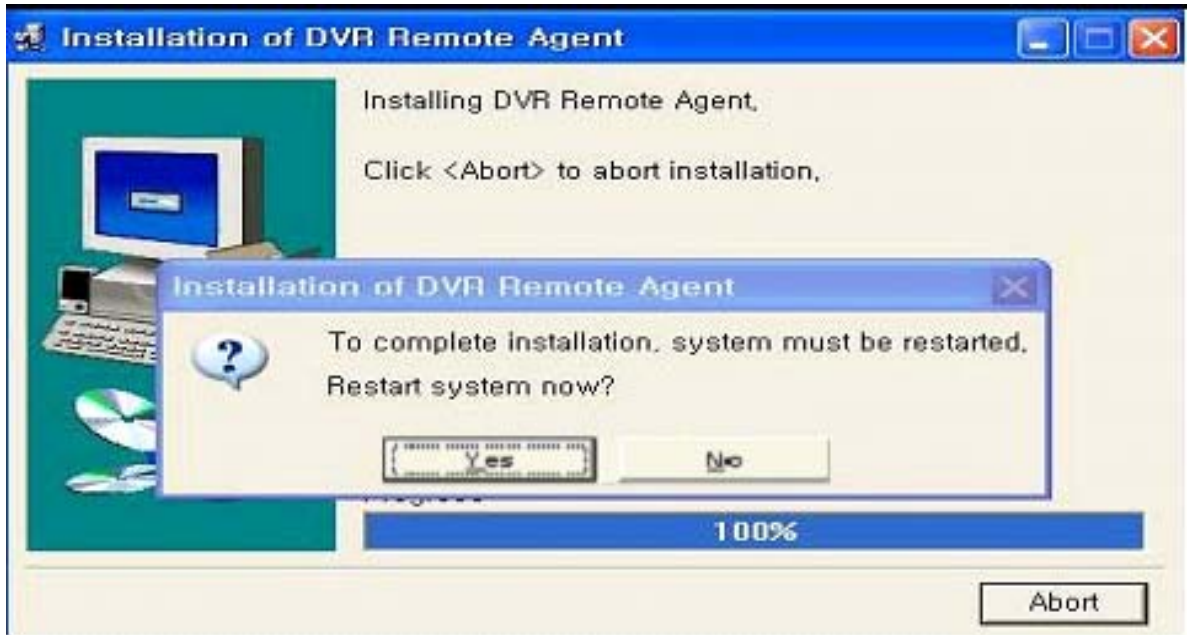 Installation of DVR Remote Agent
Installing DVR Remote Agent,
Click <Abort> to abort installation,
Installation of DVR Remote Agent
To complete installation, system must be restarted,
Restart system now?
Yes
No
Progress
100%
Abort